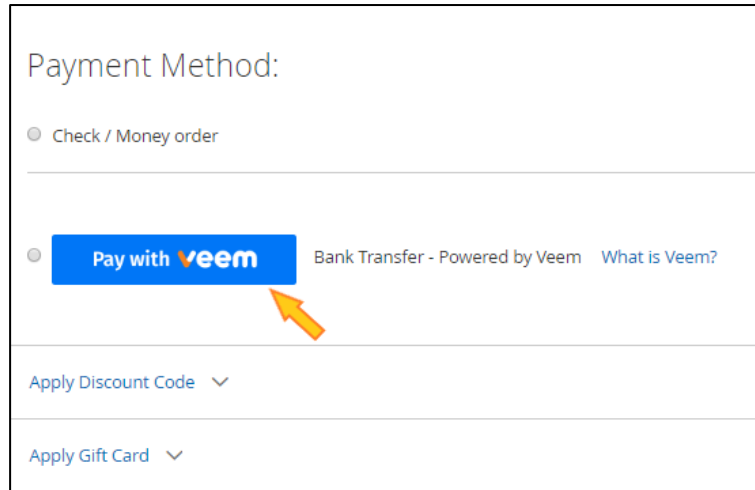 Payment Method:
Check / Money order
Pay with veem Bank Transfer - Powered by Veem What is Veem?
Apply Discount Code
Apply Gift Card